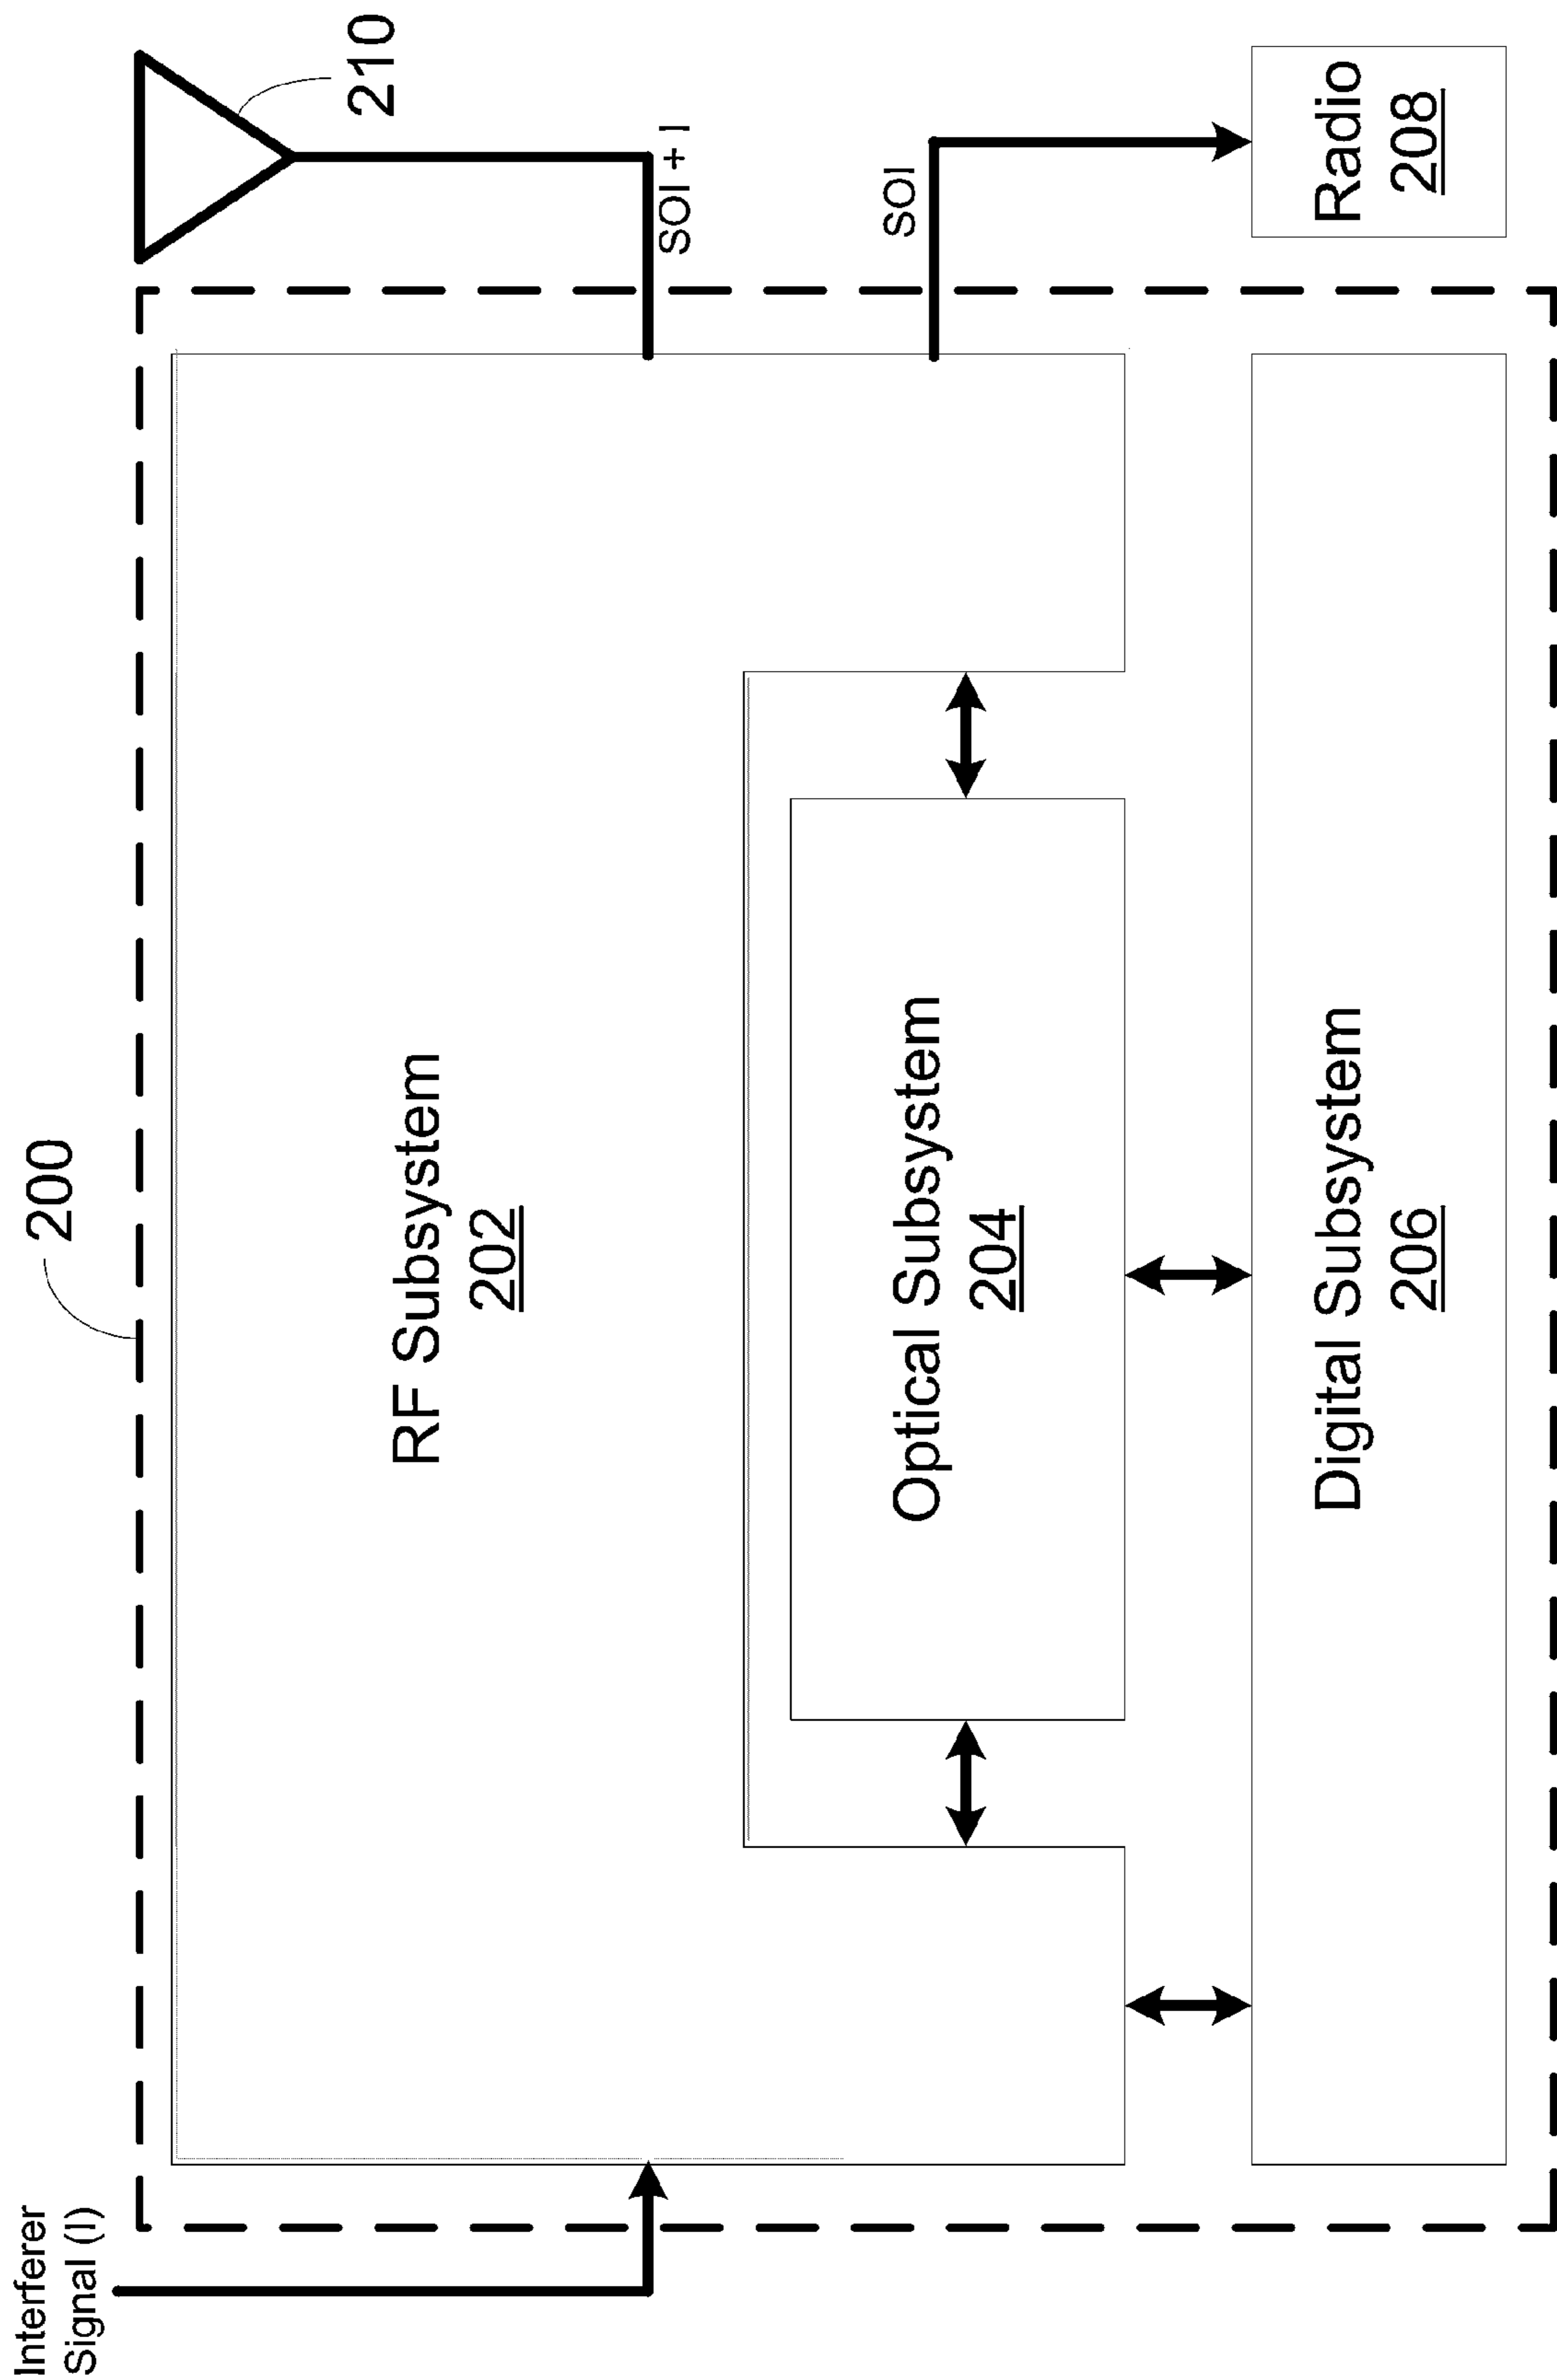 200
Interferer
Signal (I)
210
RF Subsystem
202
SOI + I
SOI
Optical Subsystem
204
Digital Subsystem
206
Radio
208